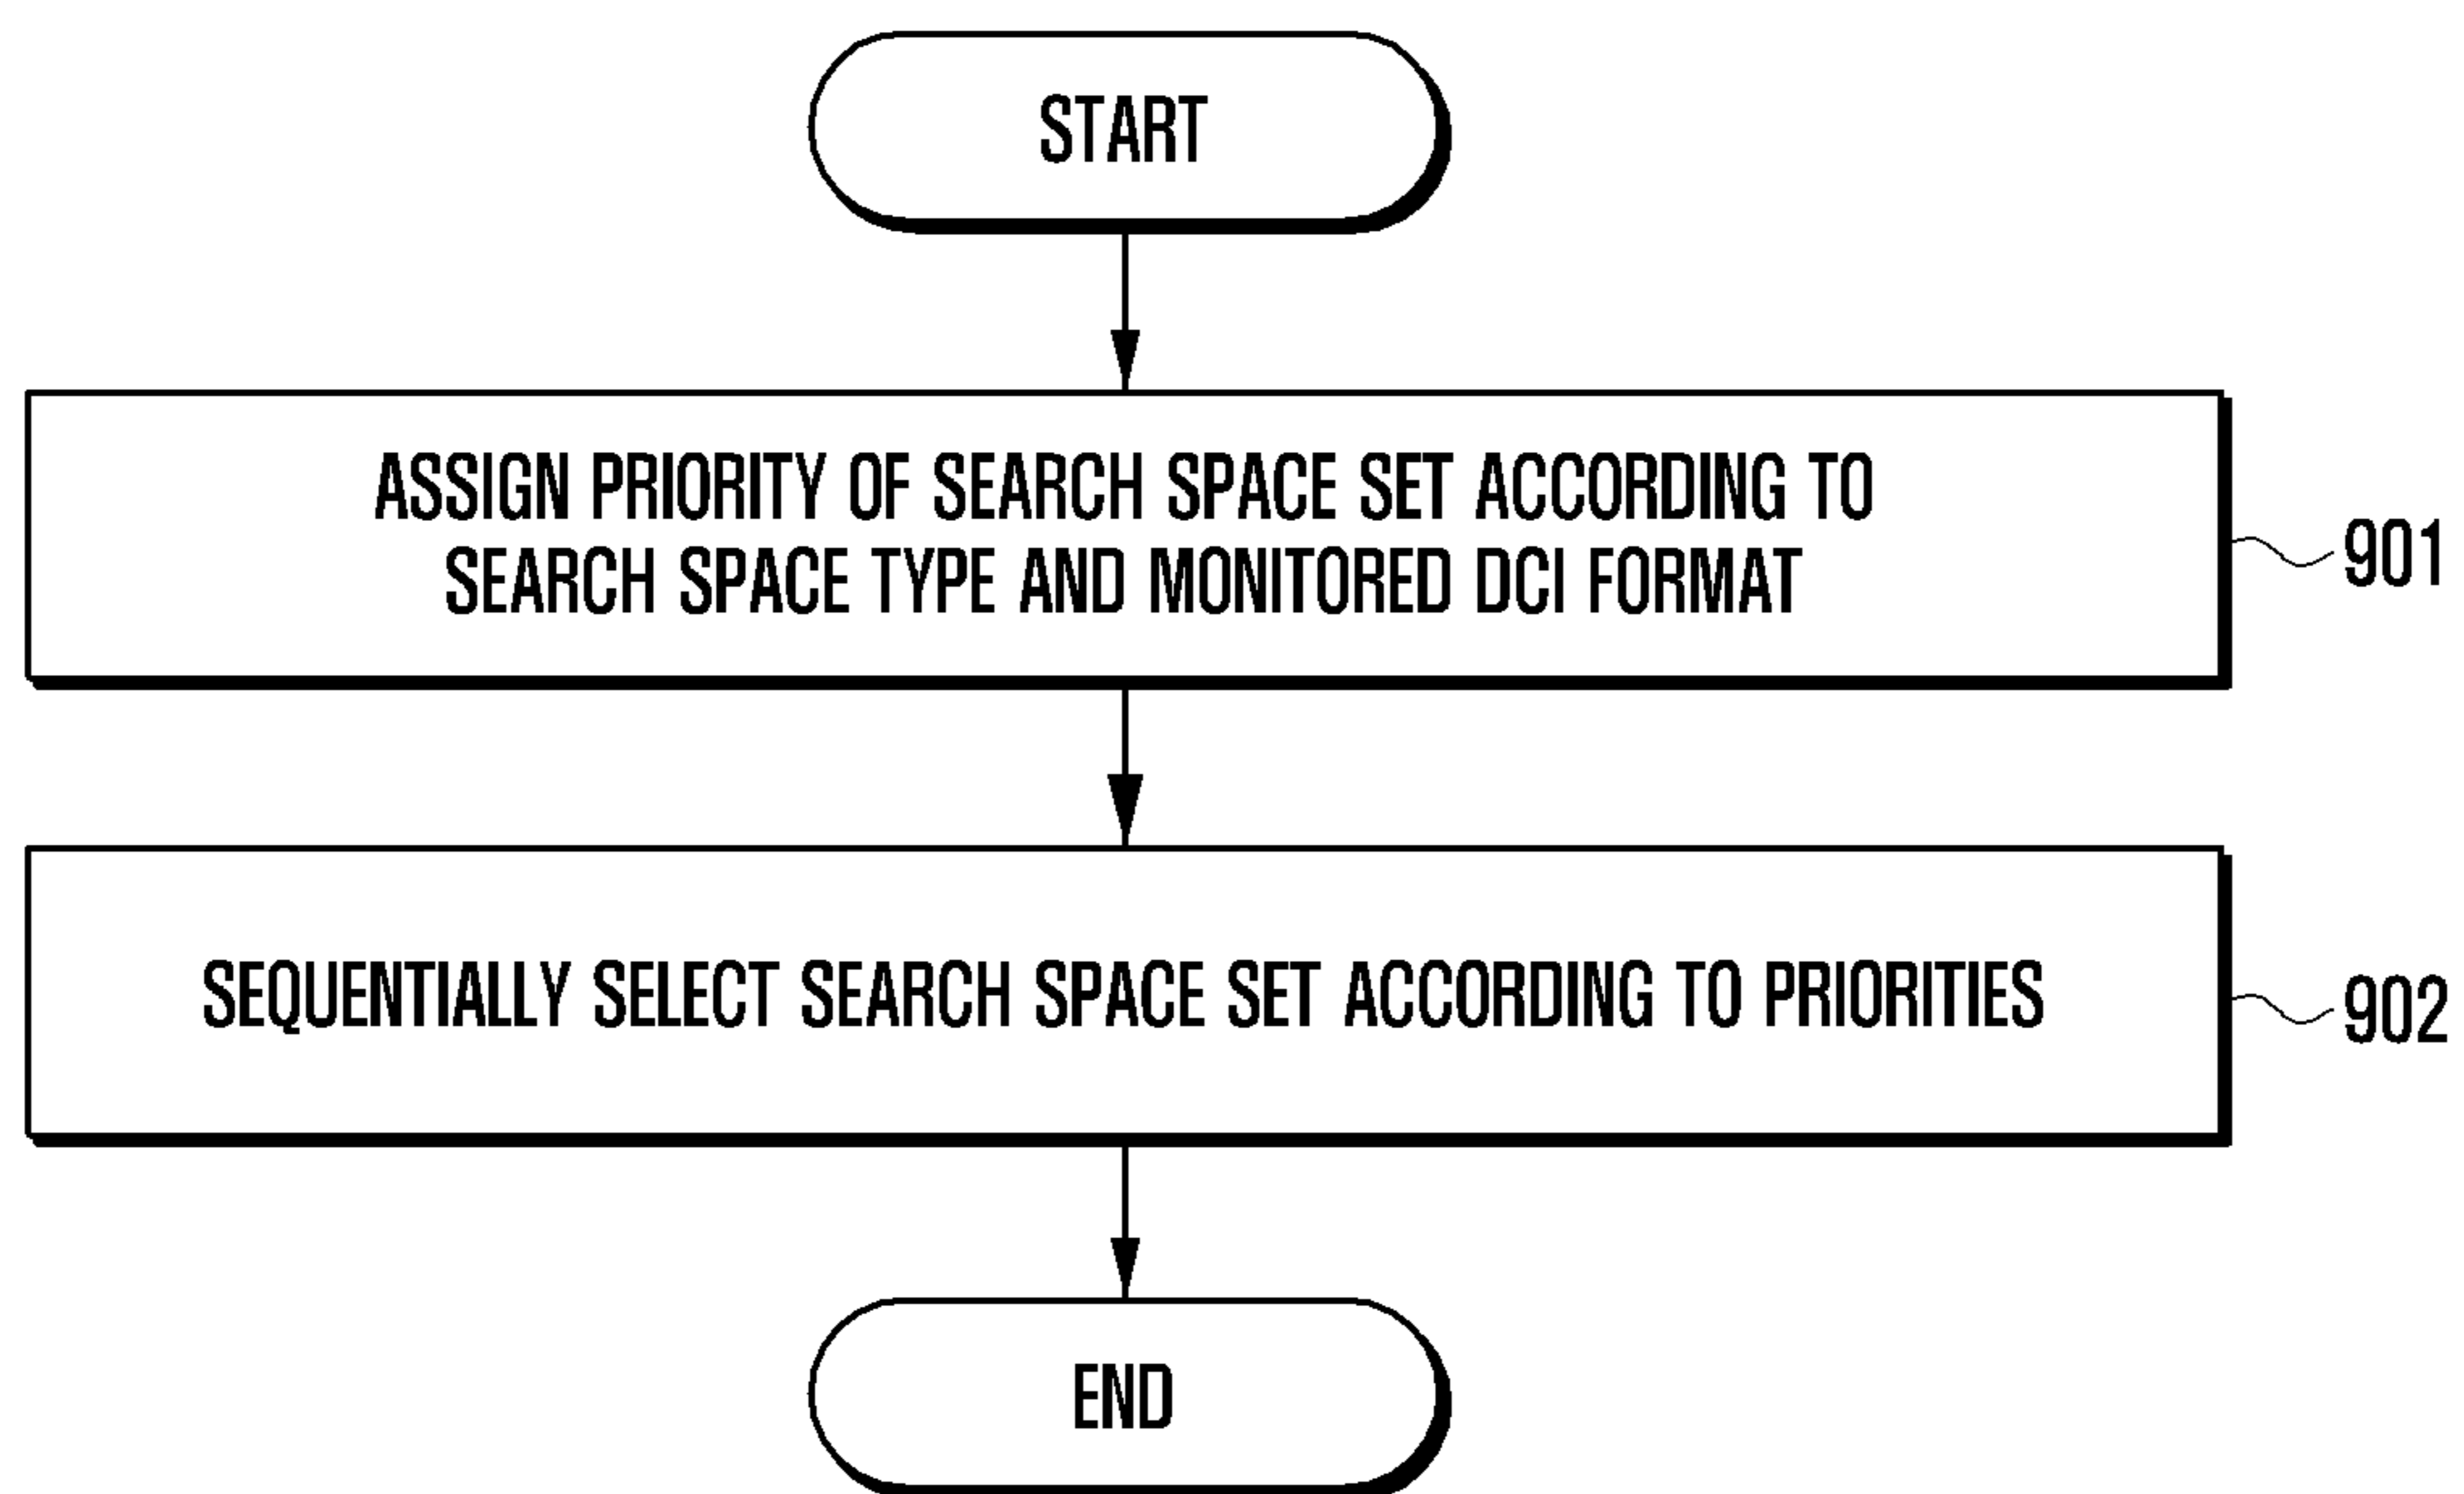 START
ASSIGN PRIORITY OF SEARCH SPACE SET ACCORDING TO
SEARCH SPACE TYPE AND MONITORED DCI FORMAT
901
SEQUENTIALLY SELECT SEARCH SPACE SET ACCORDING TO PRIORITIES
902
END